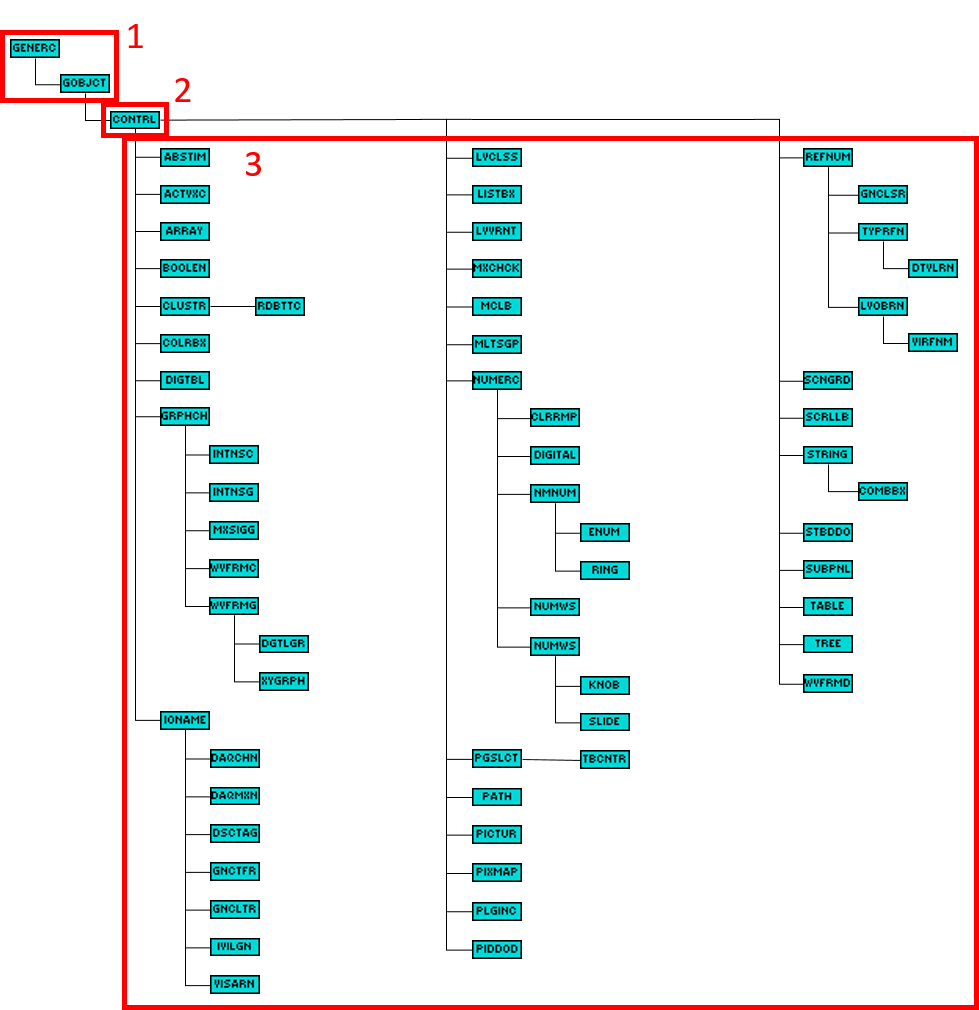 1
GENERC
GOBJCT
2
CONTRL
3
ABSTIM
ACTVXC
ARRAY
BOOLEN
CLUSTR
RDBTTC
COLRBX
DIGTBL
GRPHCH
INTNSC
INTNSG
MXSIGG
WVFRMC
WVFRMG
DGTLGR
XYGRPH
IONAME
DAQCHN
DAQMXN
DSCTAG
GNCTFR
GNCLTR
IVILGN
VISARN
LVCLSS
LISTBX
LVVRNT
MXCHCK
MCLB
MLTSGP
NUMERC
CLRRMP
DIGITAL
NMNUM
ENUM
RING
NUMWS
NUMWS
KNOB
SLIDE
PGSLCT
TBCNTR
PATH
PICTUR
PIXMAP
PLGINC
PIDDOD
REFNUM
GNCLSR
TYPRFN
DTVLRN
LVOBRN
VIRFNM
SCNGRD
SCRLLB
STRING
COMBBX
STBDDO
SUBPNL
TABLE
TREE
WVFRMD